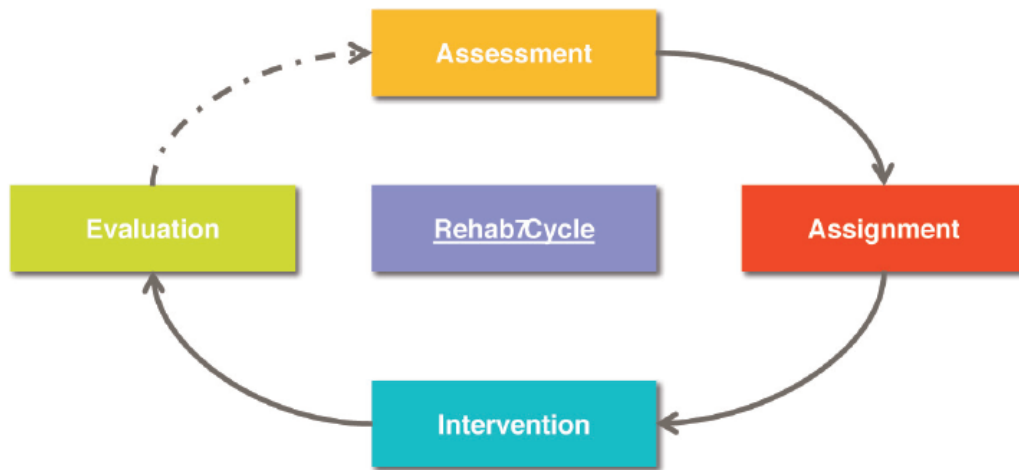 Assessment
Evaluation
Rehab7Cycle
Assignment
Intervention